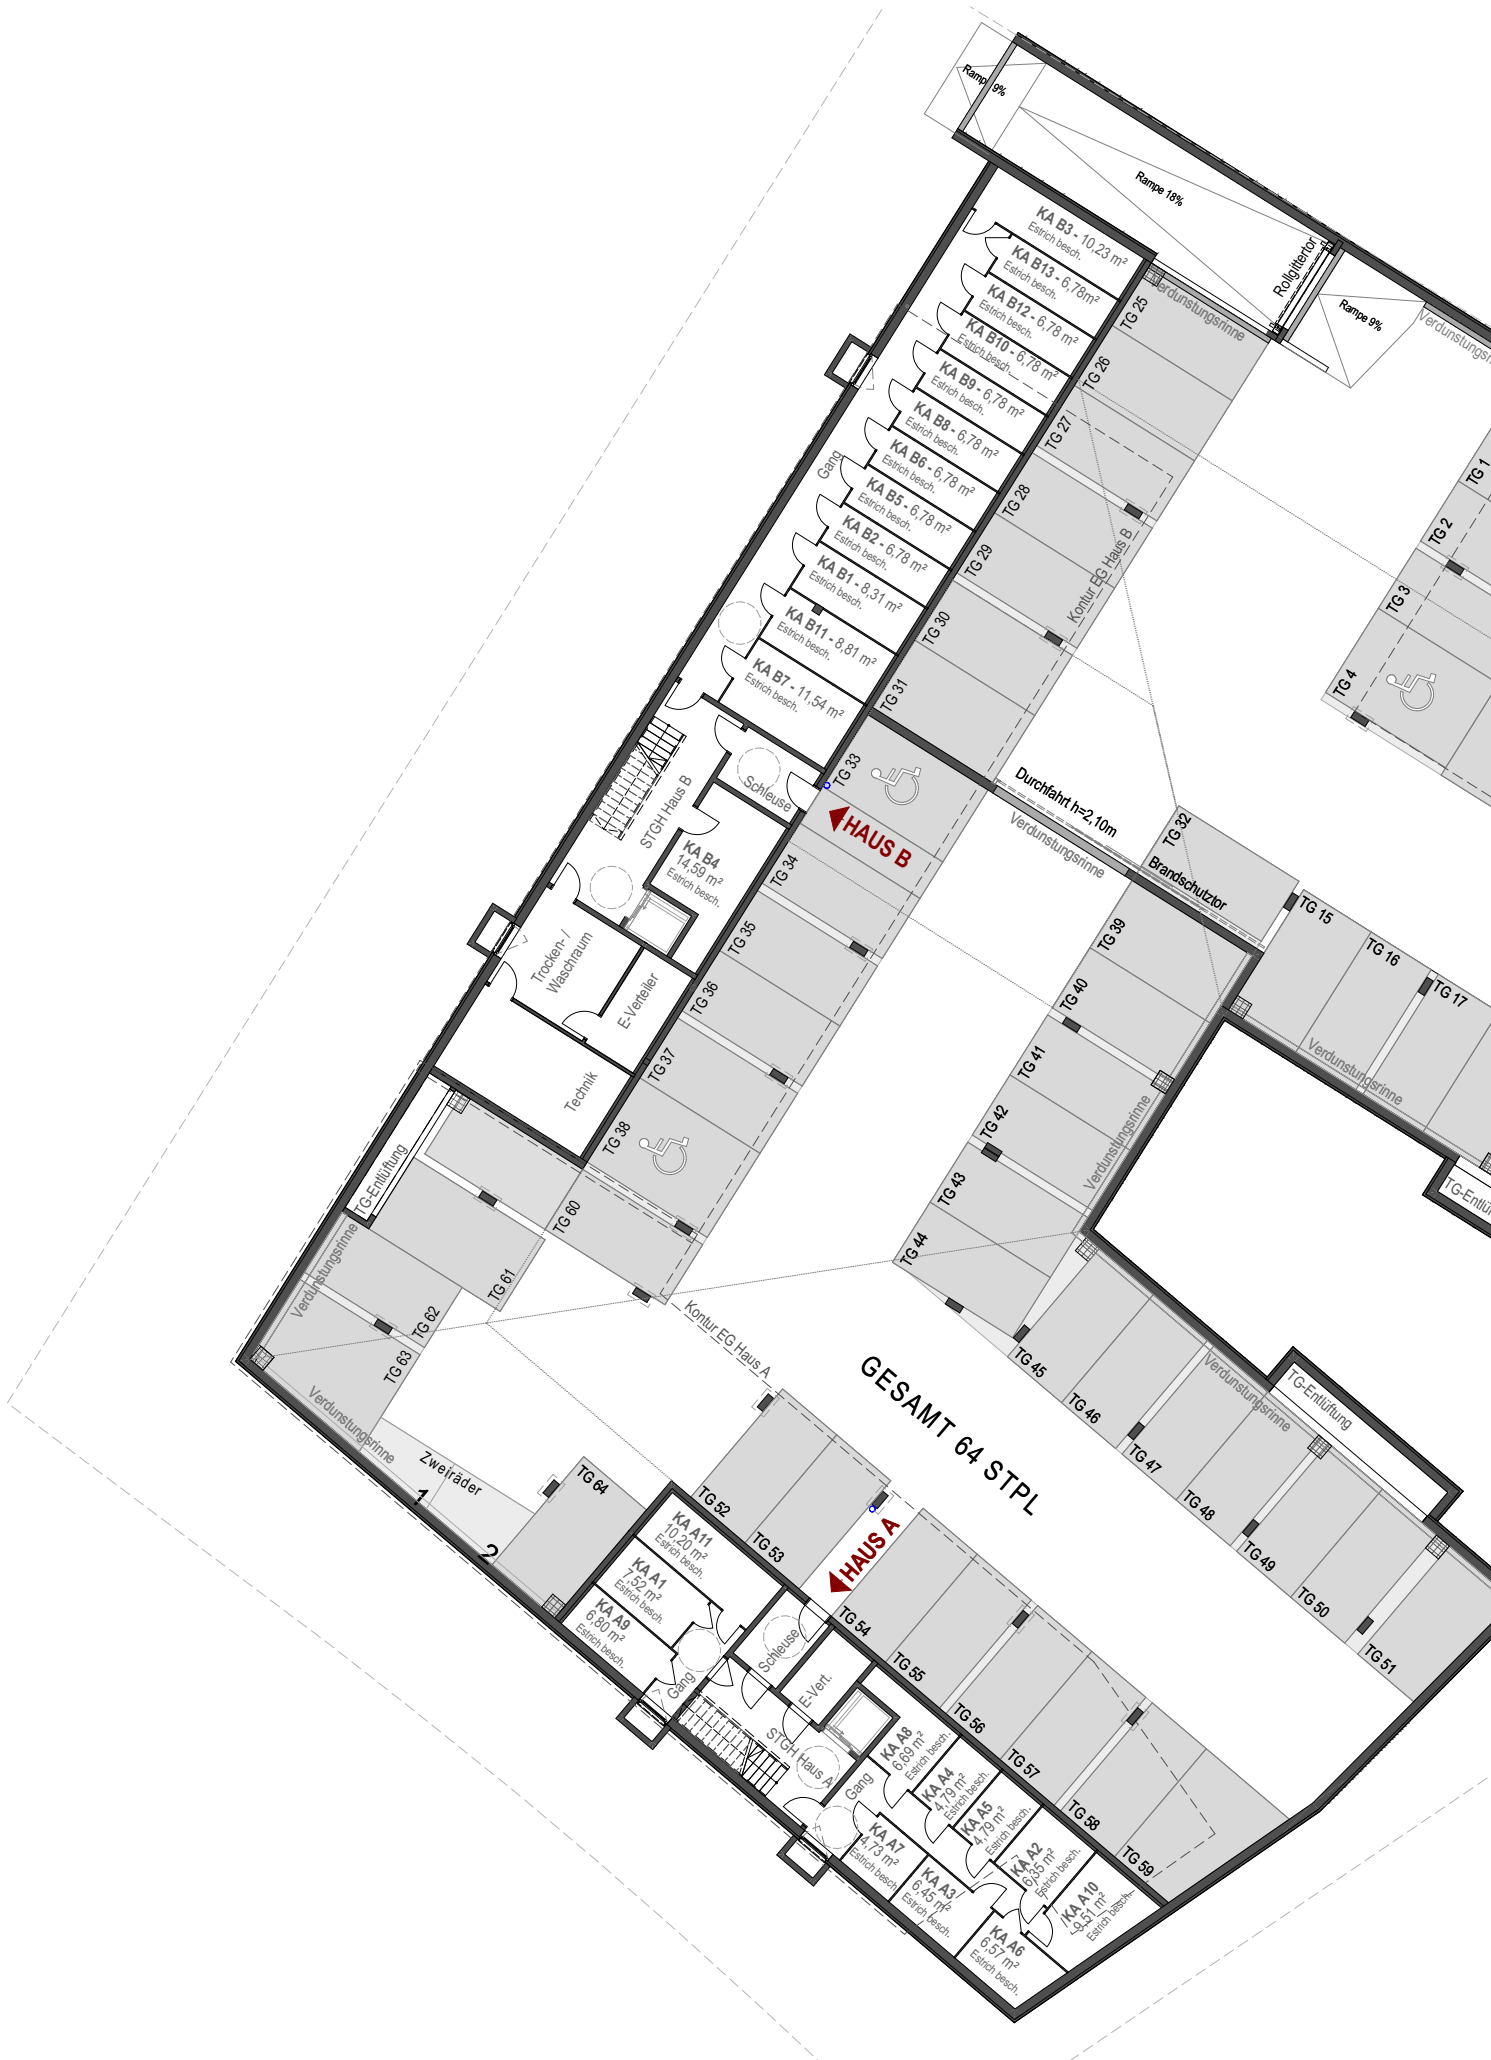 Rampe 9%
Rampe 18%
Rollgittertor
Rampe 9%
Verdunstungsrinne
KA B3 - 10,23 m²
Estrich besch.
KA B13 - 6,78m²
Estrich besch.
KA B12 - 6,78 m²
Estrich besch.
KA B10 - 6,78 m²
Estrich besch.
KA B9 - 6,78 m²
Estrich besch.
KA B8 - 6,78 m²
Estrich besch.
KA B6 - 6,78 m²
Estrich besch.
KA B5 - 6,78 m²
Estrich besch.
KA B2 - 6,78 m²
Estrich besch.
KA B1 - 8,31 m²
Estrich besch.
KA B11 - 8,81 m²
Estrich besch.
KA B7 - 11,54 m²
Estrich besch.
Gang
TG 25
TG 26
TG 27
TG 28
TG 29
TG 30
TG 31
Kontur EG Haus B
TG 1
TG 2
TG 3
TG 4
Schleuse
STGH Haus B
KA B4
14,59 m²
Estrich besch.
TG 33
HAUS B
TG 34
TG 35
TG 36
TG 37
TG 38
Durchfahrt h=2,10m
Verdunstungsrinne
Brandschutztor
TG 32
TG 15
TG 16
TG 17
Verdunstungsrinne
TG 39
TG 40
TG 41
TG 42
TG 43
TG 44
Verdunstungsrinne
Trocken- /
Waschraum
E-Verteiler
Technik
TG-Entlüftung
TG 60
TG 61
TG 62
TG 63
Verdunstungsrinne
Verdunstungsrinne
Zweiräder
1
2
TG 64
Kontur EG Haus A
GESAMT 64 STPL
TG 45
TG 46
TG 47
TG 48
TG 49
TG 50
TG 51
Verdunstungsrinne
TG-Entlüftung
TG 52
TG 53
HAUS A
TG 54
TG 55
TG 56
TG 57
TG 58
TG 59
KA A11
10,20 m²
Estrich besch.
KA A1
7,52 m²
Estrich besch.
KA A9
6,80 m²
Estrich besch.
Gang
Schleuse
E-Vert.
STGH Haus A
Gang
KA A8
6,69 m²
Estrich besch.
KA A4
4,79 m²
Estrich besch.
KA A5
4,79 m²
Estrich besch.
KA A2
6,35 m²
Estrich besch.
KA A10
9,51 m²
Estrich besch.
KA A7
4,73 m²
Estrich besch.
KA A3
6,45 m²
Estrich besch.
KA A6
6,57 m²
Estrich besch.